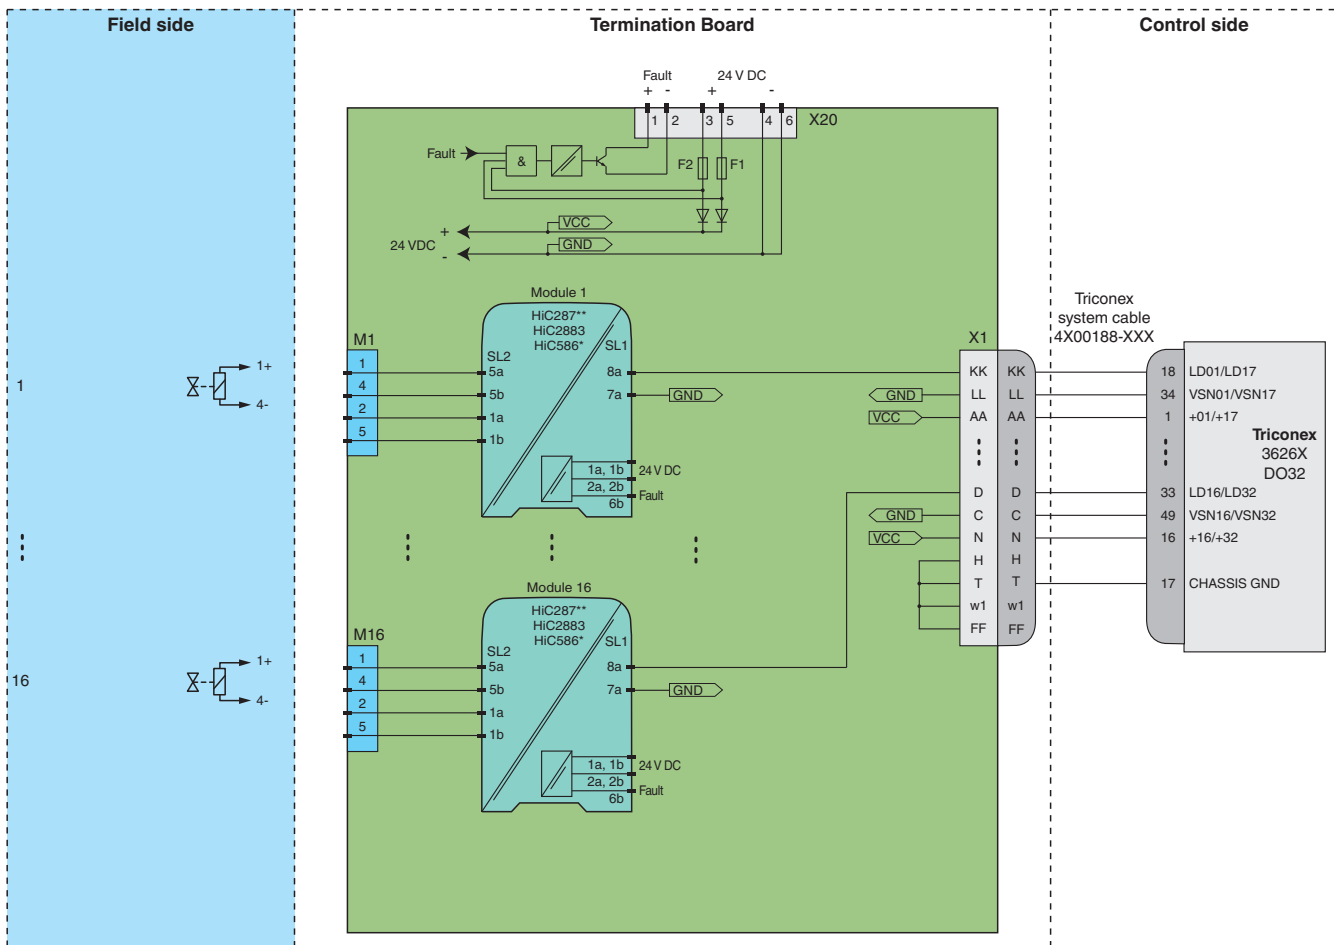 Field side
Termination Board
Control side
Fault
24 V DC
+ - + -
1 2 3 5 4 6 X20
Fault
&
F2 F1
VCC
+
24 VDC
GND
-
Module 1
HiC287**
HiC2883
HiC586*
SL2
SL1
M1
1 5a
4 5b
2 1a
5 1b
8a
7a GND
1a, 1b 24 V DC
2a, 2b
Fault
6b
1
1+
4-
Triconex
system cable
4X00188-XXX
X1
KK KK 18 LD01/LD17
GND LL LL 34 VSN01/VSN17
VCC AA AA 1 +01/+17
Triconex
3626X
DO32
D D 33 LD16/LD32
GND C C 49 VSN16/VSN32
VCC N N 16 +16/+32
H H
T T 17 CHASSIS GND
w1 w1
FF FF
Module 16
HiC287**
HiC2883
HiC586*
SL2
SL1
M16
1 5a
4 5b
2 1a
5 1b
8a
7a GND
1a, 1b 24 V DC
2a, 2b
Fault
6b
16
1+
4-